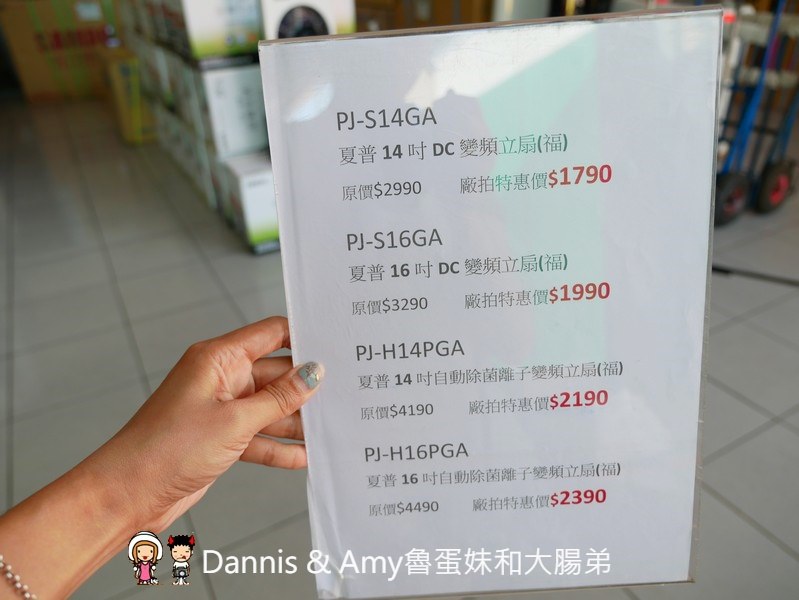 PJ-S14GA
夏普 14 吋 DC 變頻立扇(福)
原價$2990 廠拍特惠價$1790
PJ-S16GA
夏普 16 吋 DC 變頻立扇(福)
原價$3290 廠拍特惠價$1990
PJ-H14PGA
夏普 14 吋自動除菌離子變頻立扇(福)
原價$4190 廠拍特惠價$2190
PJ-H16PGA
夏普 16 吋自動除菌離子變頻立扇(福)
原價$4490 廠拍特惠價$2390
Dannis & Amy魯蛋妹和大腸弟